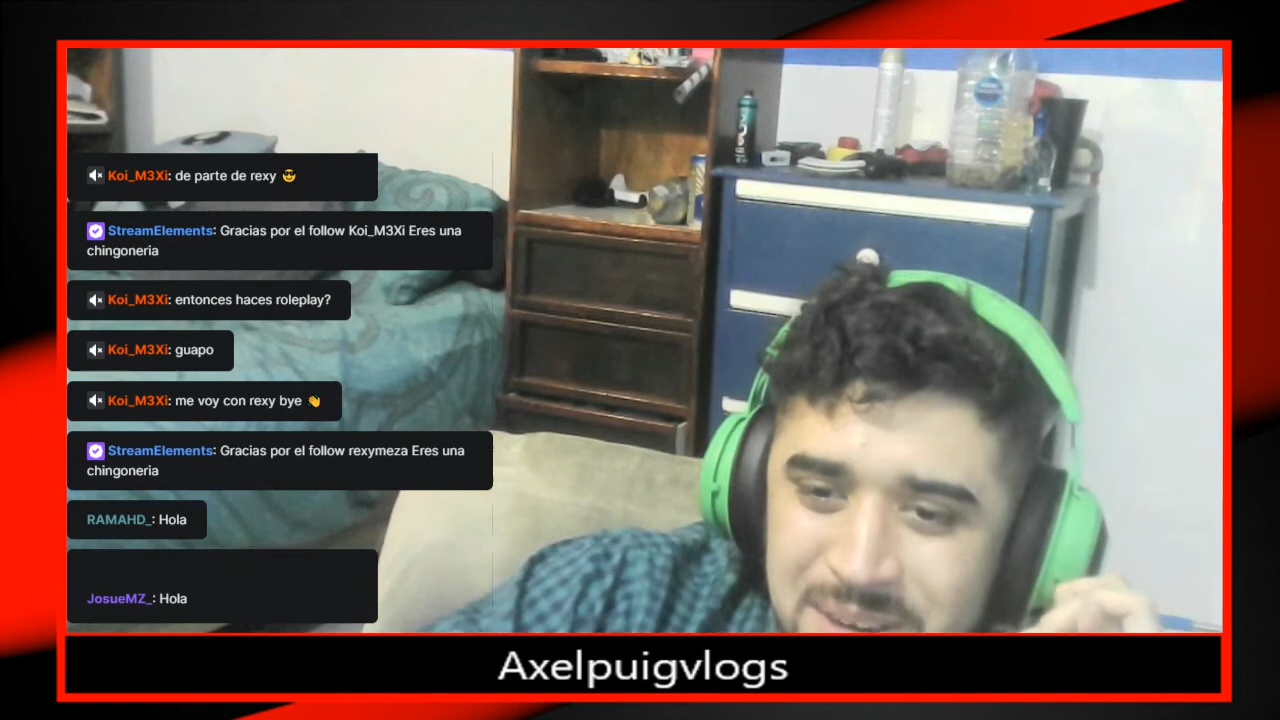 Koi_M3Xi: de parte de rexy 😎
StreamElements: Gracias por el follow Koi_M3Xi Eres una
chingoneria
Koi_M3Xi: entonces haces roleplay?
Koi_M3Xi: guapo
Koi_M3Xi: me voy con rexy bye 👋
StreamElements: Gracias por el follow rexymeza Eres una
chingoneria
RAMAHD_: Hola
JosueMZ_: Hola
Axelpuigvlogs